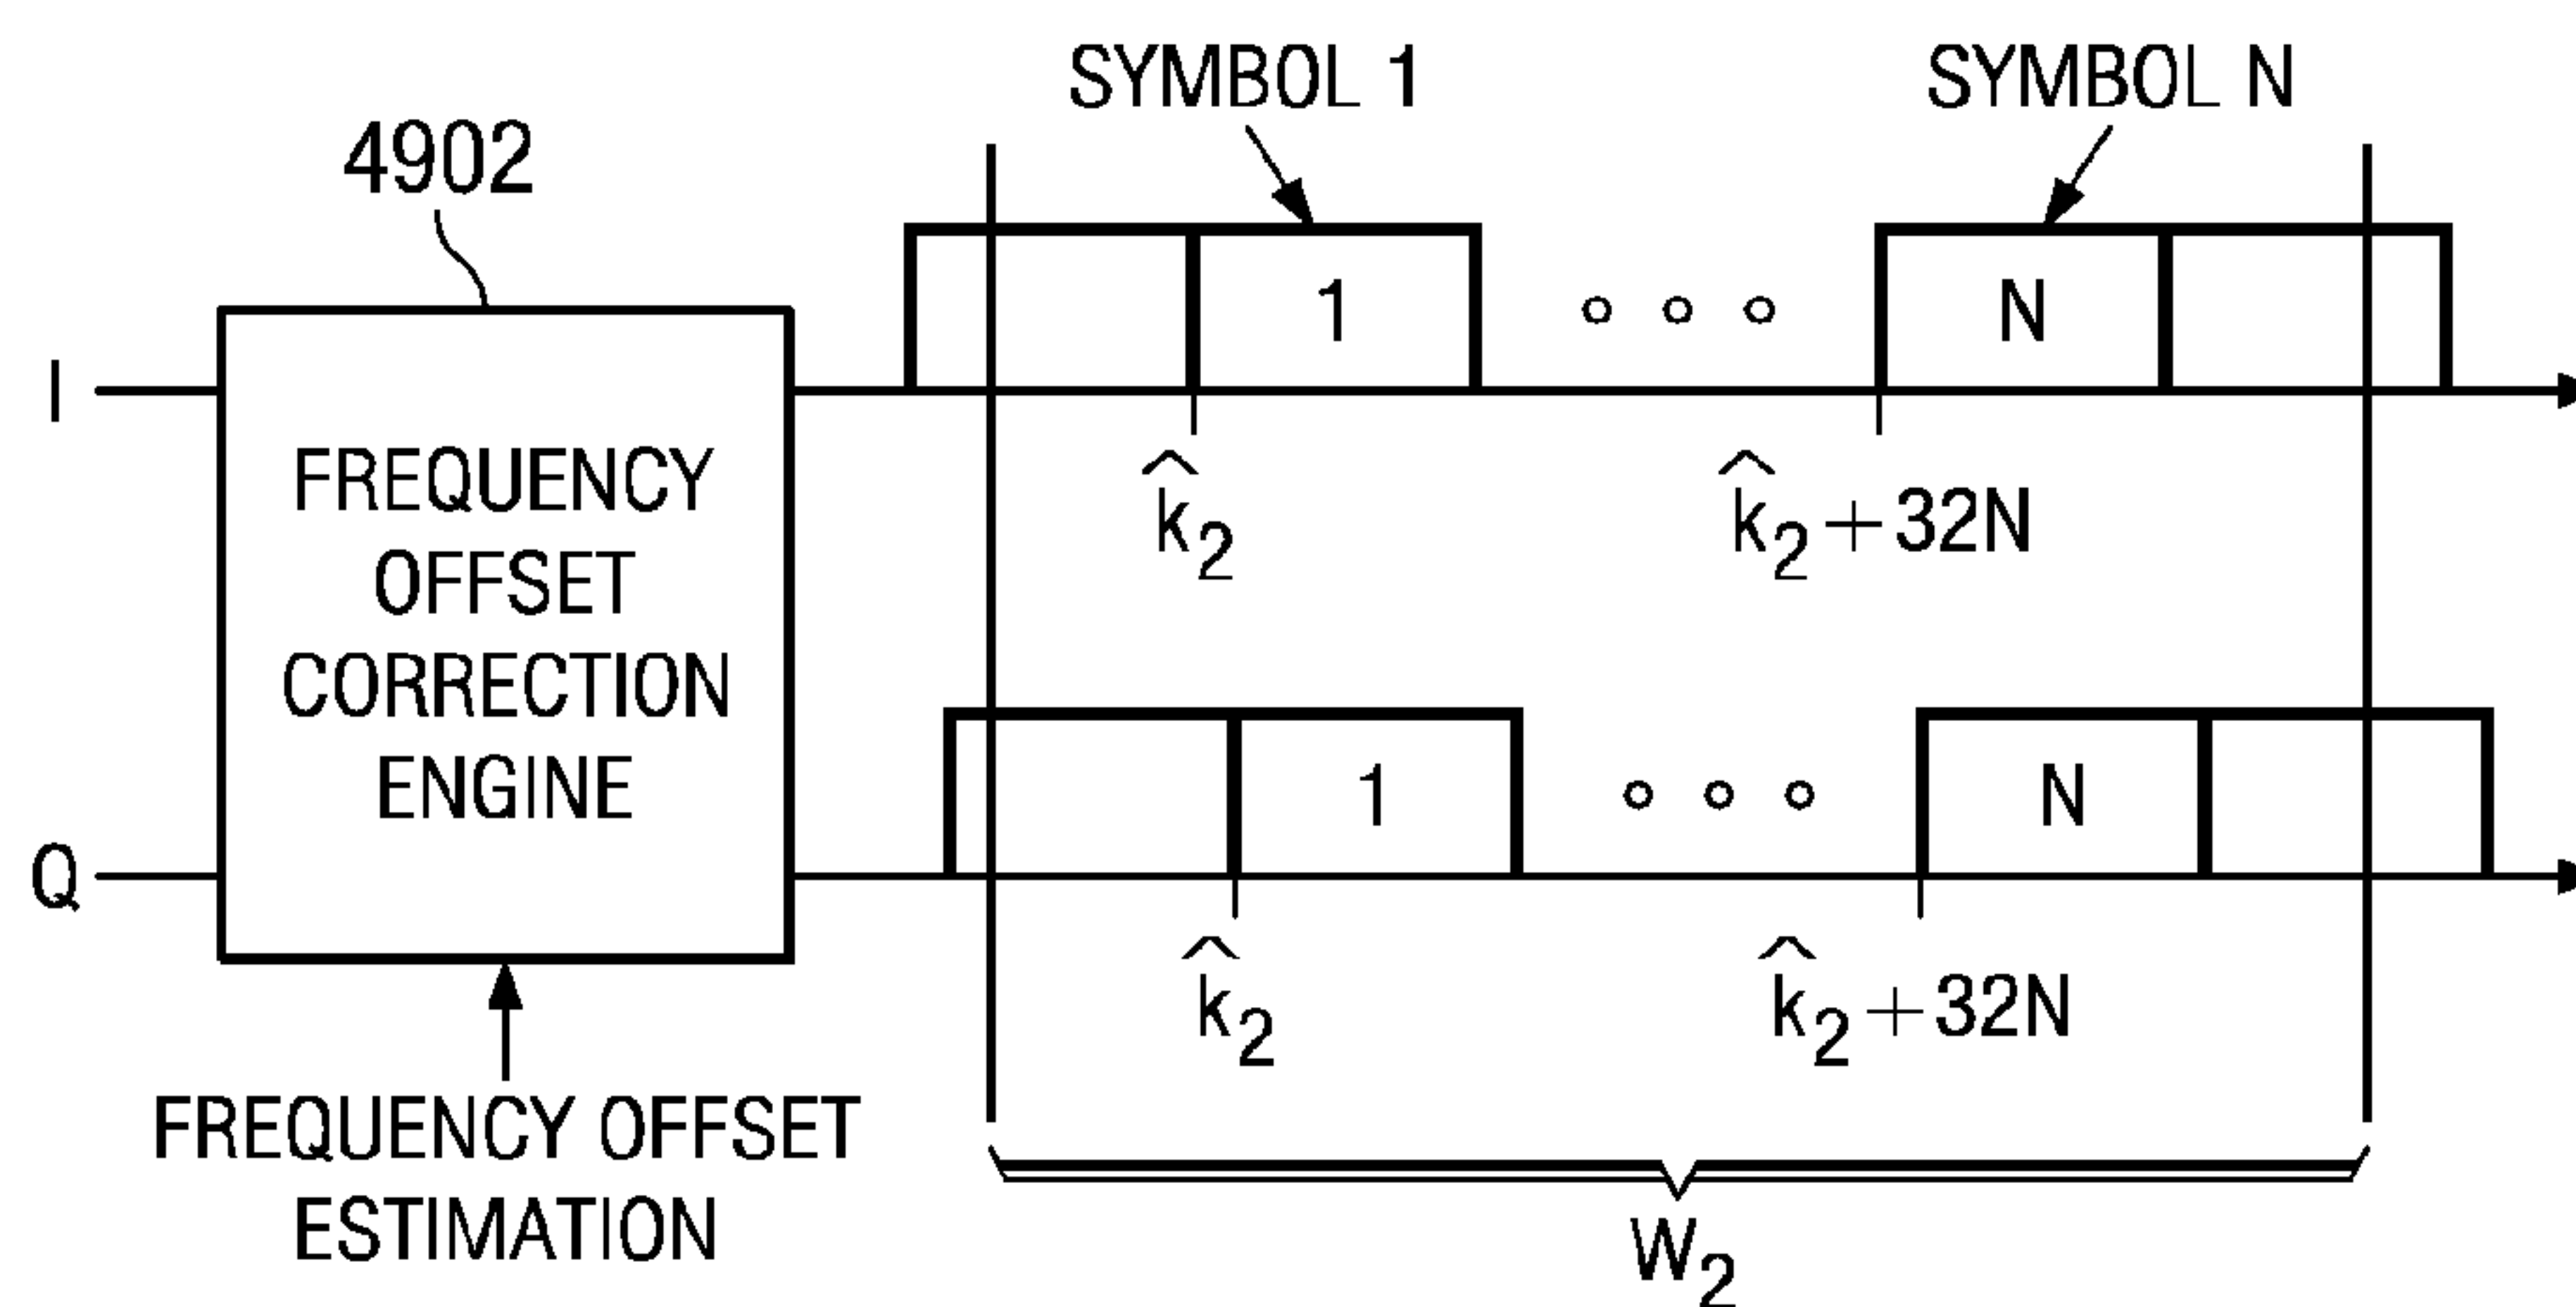 SYMBOL 1
SYMBOL N
4902
I
FREQUENCY
OFFSET
CORRECTION
ENGINE
1
N
k̂₂
k̂₂+32N
Q
1
N
k̂₂
k̂₂+32N
FREQUENCY OFFSET
ESTIMATION
W₂